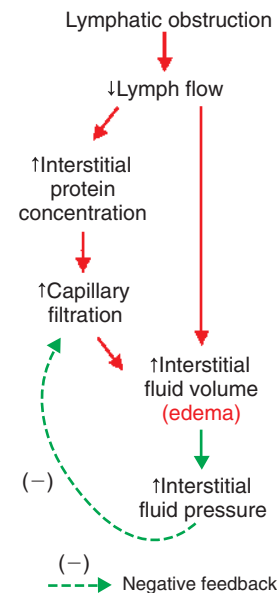 Lymphatic obstruction
↓Lymph flow
↑Interstitial
protein
concentration
↑Capillary
filtration
↑Interstitial
fluid volume
(edema)
(−)
↑Interstitial
fluid pressure
(−)
Negative feedback